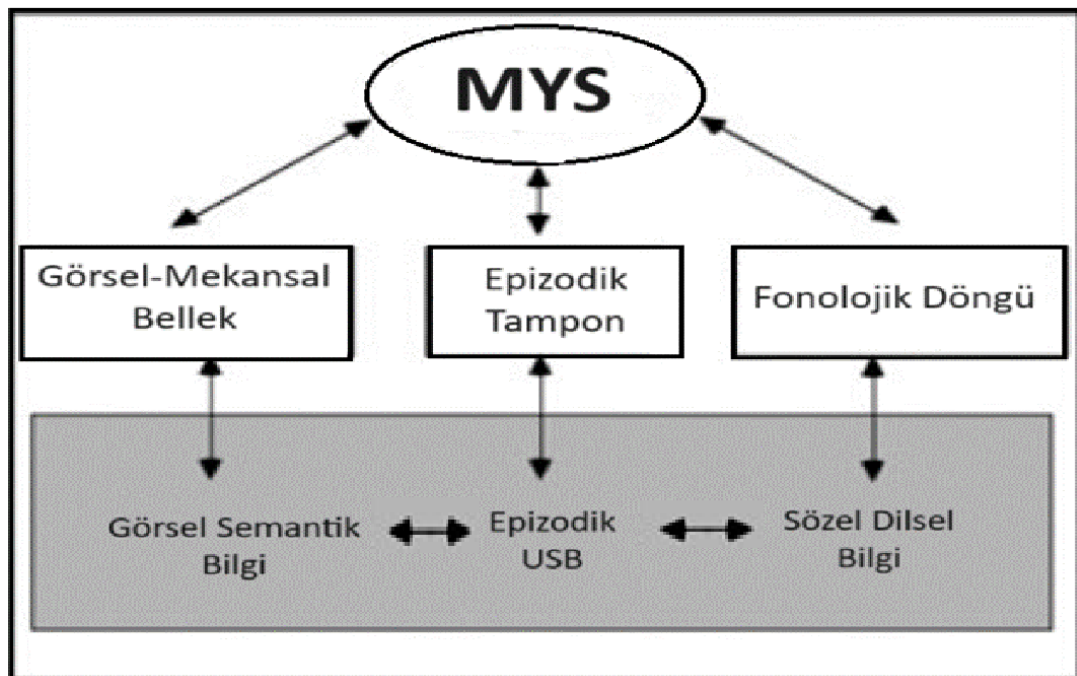 MYS
Görsel-Mekansal
Bellek
Epizodik
Tampon
Fonolojik Döngü
Görsel Semantik
Bilgi
Epizodik
USB
Sözel Dilsel
Bilgi